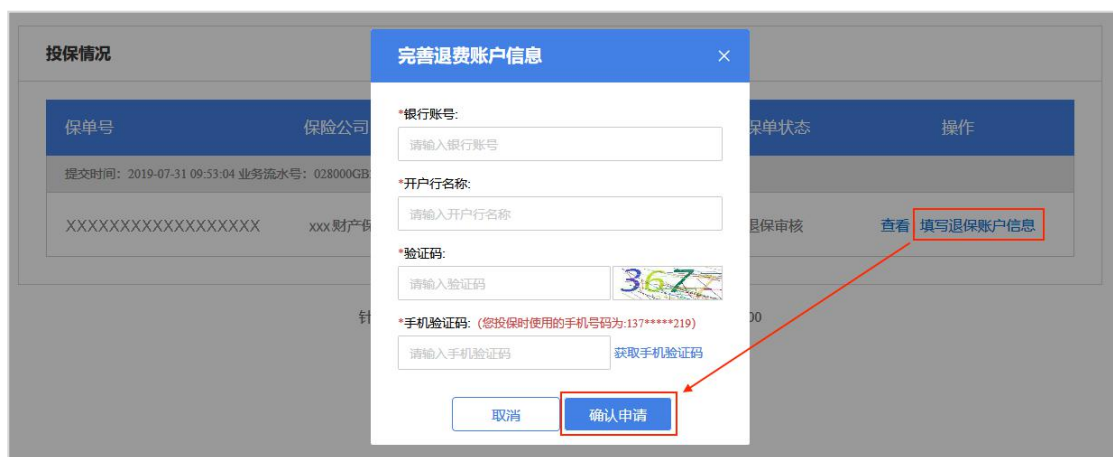 投保情况
完善退费账户信息
保单号 保险公司 保单状态 操作
提交时间：2019-07-31 09:53:04 业务流水号：028000GB
XXXXXXXXXXXXXXXXXX xxx财产保 退保审核 查看 填写退保账户信息
*银行账号:
请输入银行账号
*开户行名称:
请输入开户行名称
*验证码:
请输入验证码
*手机验证码:（您投保时使用的手机号码为:137*****219）
请输入手机验证码 获取手机验证码
取消 确认申请